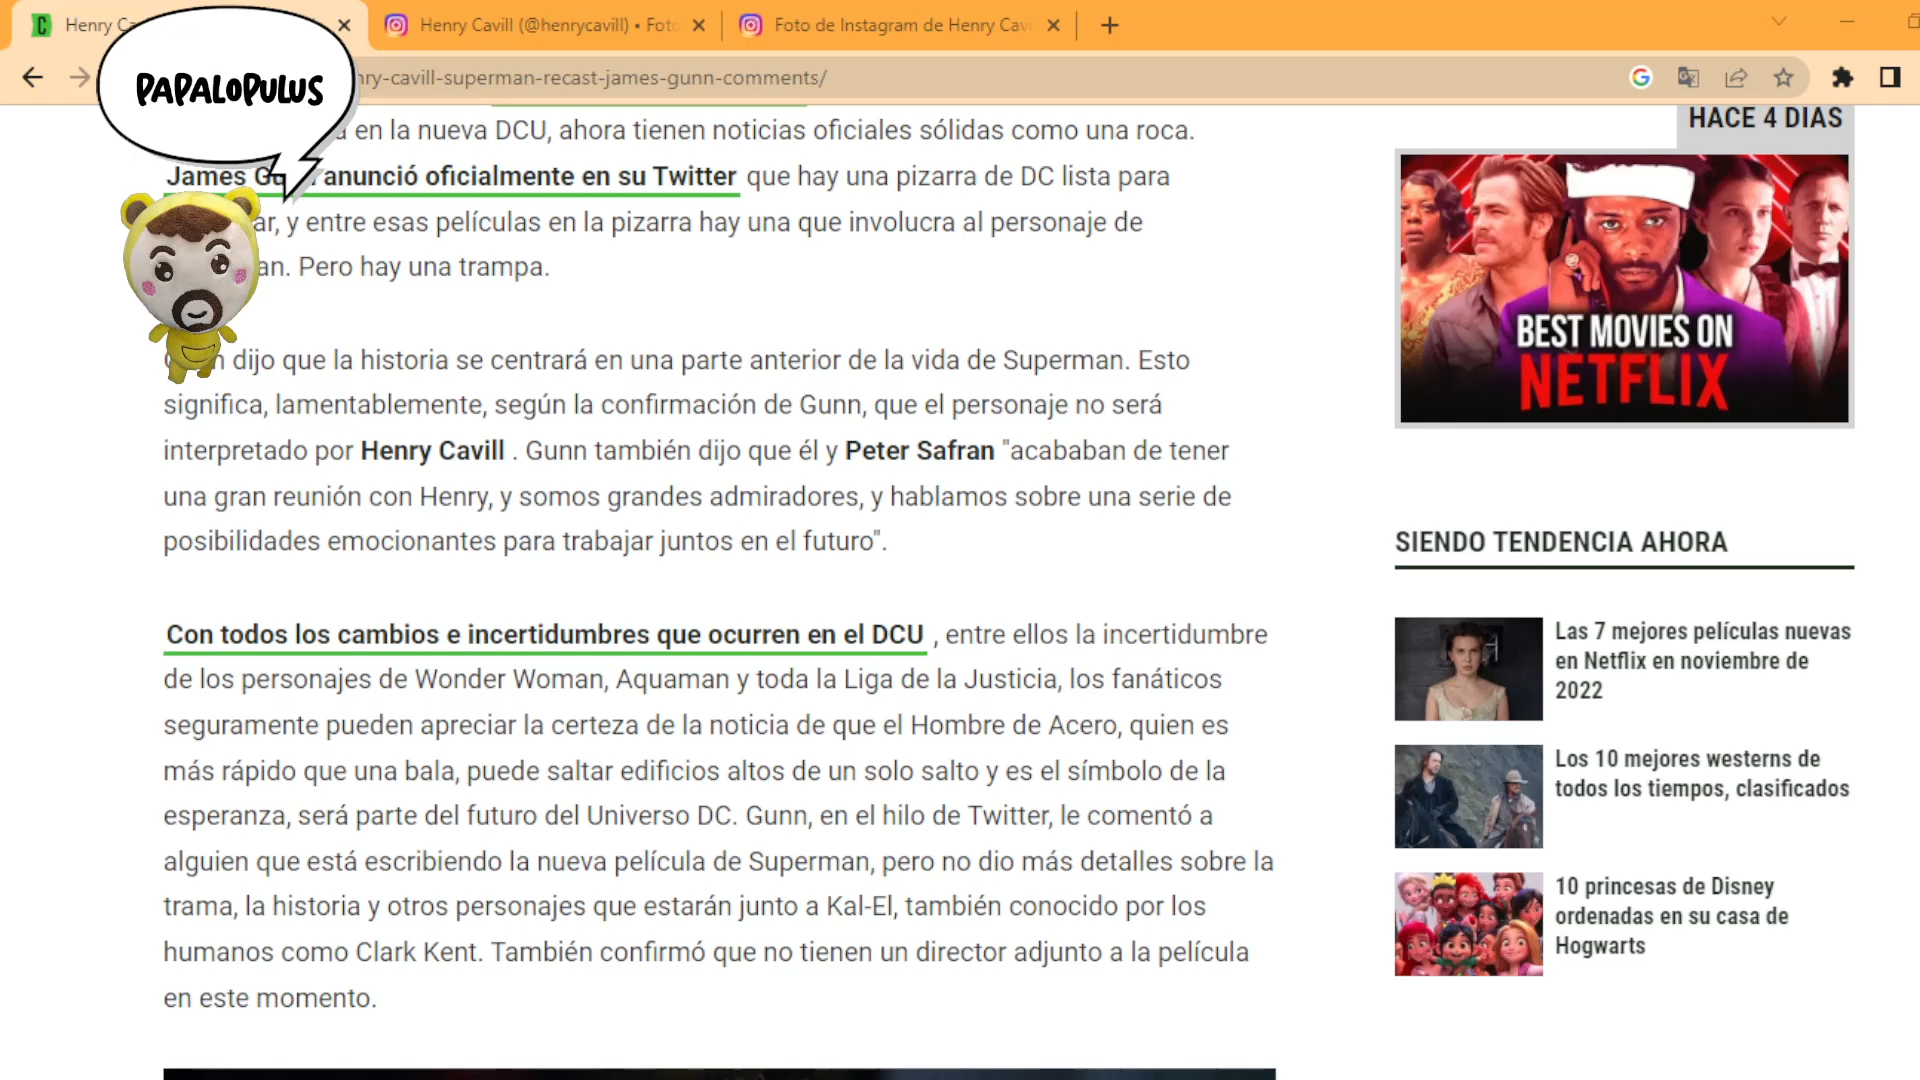 Henry C
Henry Cavill (@henrycavill) • Foto
Foto de Instagram de Henry Cavi
PAPALOPULUS
nry-cavill-superman-recast-james-gunn-comments/
en la nueva DCU, ahora tienen noticias oficiales sólidas como una roca.
James Gu anunció oficialmente en su Twitter que hay una pizarra de DC lista para
ar, y entre esas películas en la pizarra hay una que involucra al personaje de
an. Pero hay una trampa.
dijo que la historia se centrará en una parte anterior de la vida de Superman. Esto
significa, lamentablemente, según la confirmación de Gunn, que el personaje no será
interpretado por Henry Cavill . Gunn también dijo que él y Peter Safran "acababan de tener
una gran reunión con Henry, y somos grandes admiradores, y hablamos sobre una serie de
posibilidades emocionantes para trabajar juntos en el futuro".
Con todos los cambios e incertidumbres que ocurren en el DCU , entre ellos la incertidumbre
de los personajes de Wonder Woman, Aquaman y toda la Liga de la Justicia, los fanáticos
seguramente pueden apreciar la certeza de la noticia de que el Hombre de Acero, quien es
más rápido que una bala, puede saltar edificios altos de un solo salto y es el símbolo de la
esperanza, será parte del futuro del Universo DC. Gunn, en el hilo de Twitter, le comentó a
alguien que está escribiendo la nueva película de Superman, pero no dio más detalles sobre la
trama, la historia y otros personajes que estarán junto a Kal-El, también conocido por los
humanos como Clark Kent. También confirmó que no tienen un director adjunto a la película
en este momento.
HACE 4 DÍAS
BEST MOVIES ON
NETFLIX
SIENDO TENDENCIA AHORA
Las 7 mejores películas nuevas
en Netflix en noviembre de
2022
Los 10 mejores westerns de
todos los tiempos, clasificados
10 princesas de Disney
ordenadas en su casa de
Hogwarts